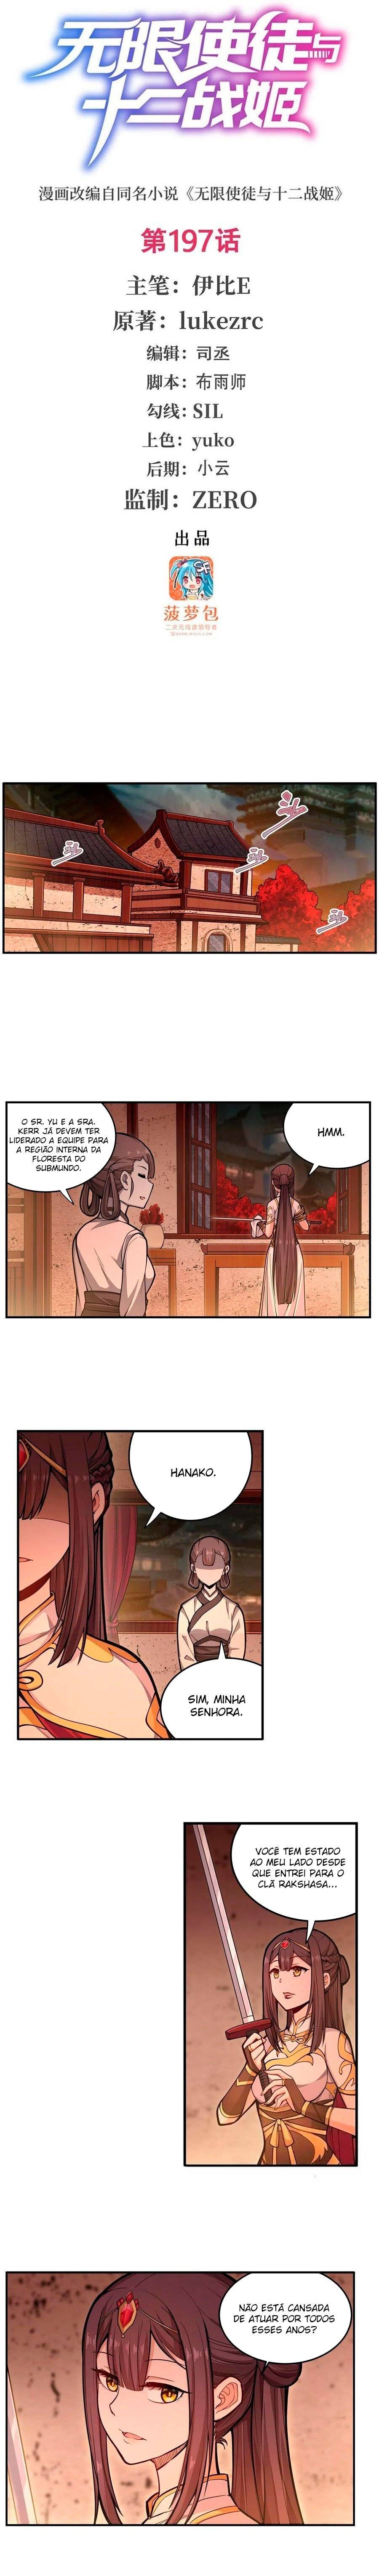 无限使徒与
十二战姬
漫画改编自同名小说《无限使徒与十二战姬》
第197话
主笔：伊比E
原著：lukezrc
编辑：司丞
脚本：布雨师
勾线：SIL
上色：yuko
后期：小云
监制：ZERO
出品
SF
菠萝包
O SR. YU E A SRA.
KERR JÁ DEVEM TER
LIDERADO A EQUIPE PARA
A REGIÃO INTERNA DA
FLORESTA DO
SUBMUNDO.
HMM.
HANAKO.
SIM, MINHA
SENHORA.
VOCÊ TEM ESTADO
AO MEU LADO DESDE
QUE ENTREI PARA O
CLÃ RAKSHASA...
NÃO ESTÁ CANSADA
DE ATUAR POR TODOS
ESSES ANOS?